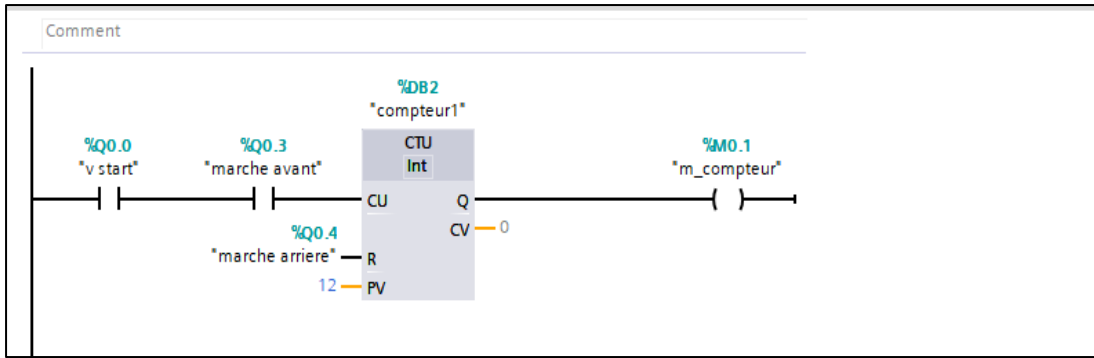 Comment
%DB2
"compteur1"
%Q0.0 %Q0.3 CTU %M0.1
"v start" "marche avant" Int "m_compteur"
CU Q
%Q0.4 CV 0
"marche arriere" R
12 PV